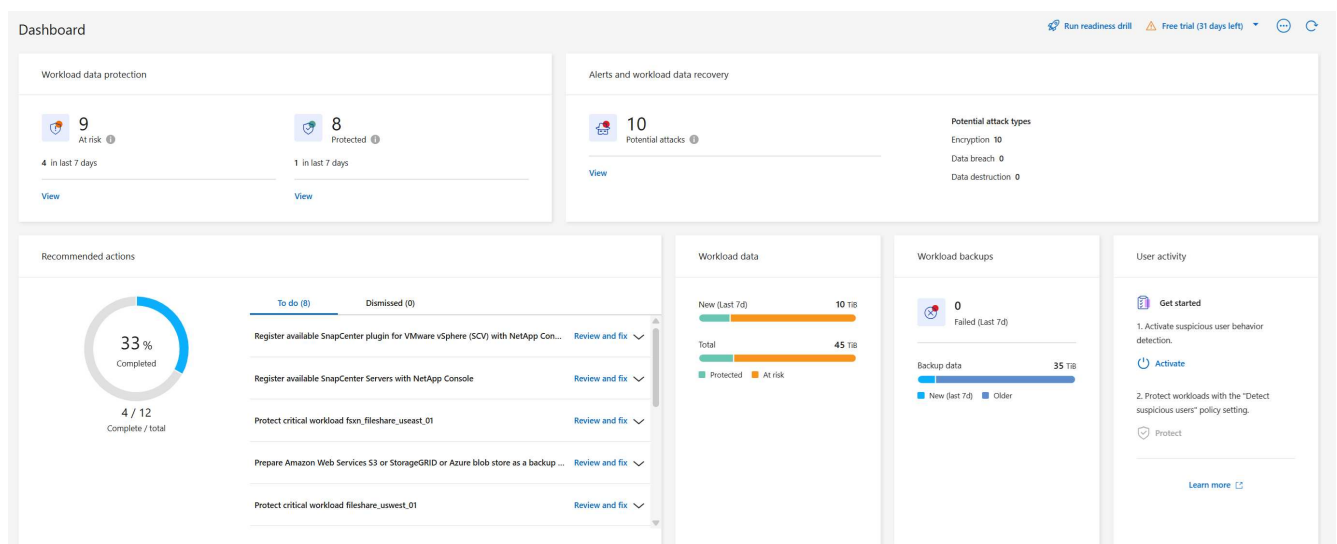 Dashboard
Run readiness drill
Free trial (31 days left)
Workload data protection
9
At risk
4 in last 7 days
View
8
Protected
1 in last 7 days
View
Alerts and workload data recovery
10
Potential attacks
View
Potential attack types
Encryption 10
Data breach 0
Data destruction 0
Recommended actions
33 %
Completed
4 / 12
Complete / total
To do (8)
Dismissed (0)
Register available SnapCenter plugin for VMware vSphere (SCV) with NetApp Con...
Review and fix
Register available SnapCenter Servers with NetApp Console
Review and fix
Protect critical workload fsxn_fileshare_useast_01
Review and fix
Prepare Amazon Web Services S3 or StorageGRID or Azure blob store as a backup ...
Review and fix
Protect critical workload fileshare_uswest_01
Review and fix
Workload data
New (Last 7d)
10 TiB
Total
45 TiB
Protected
At risk
Workload backups
0
Failed (Last 7d)
Backup data
35 TiB
New (last 7d)
Older
User activity
Get started
1. Activate suspicious user behavior
detection.
Activate
2. Protect workloads with the "Detect
suspicious users" policy setting.
Protect
Learn more